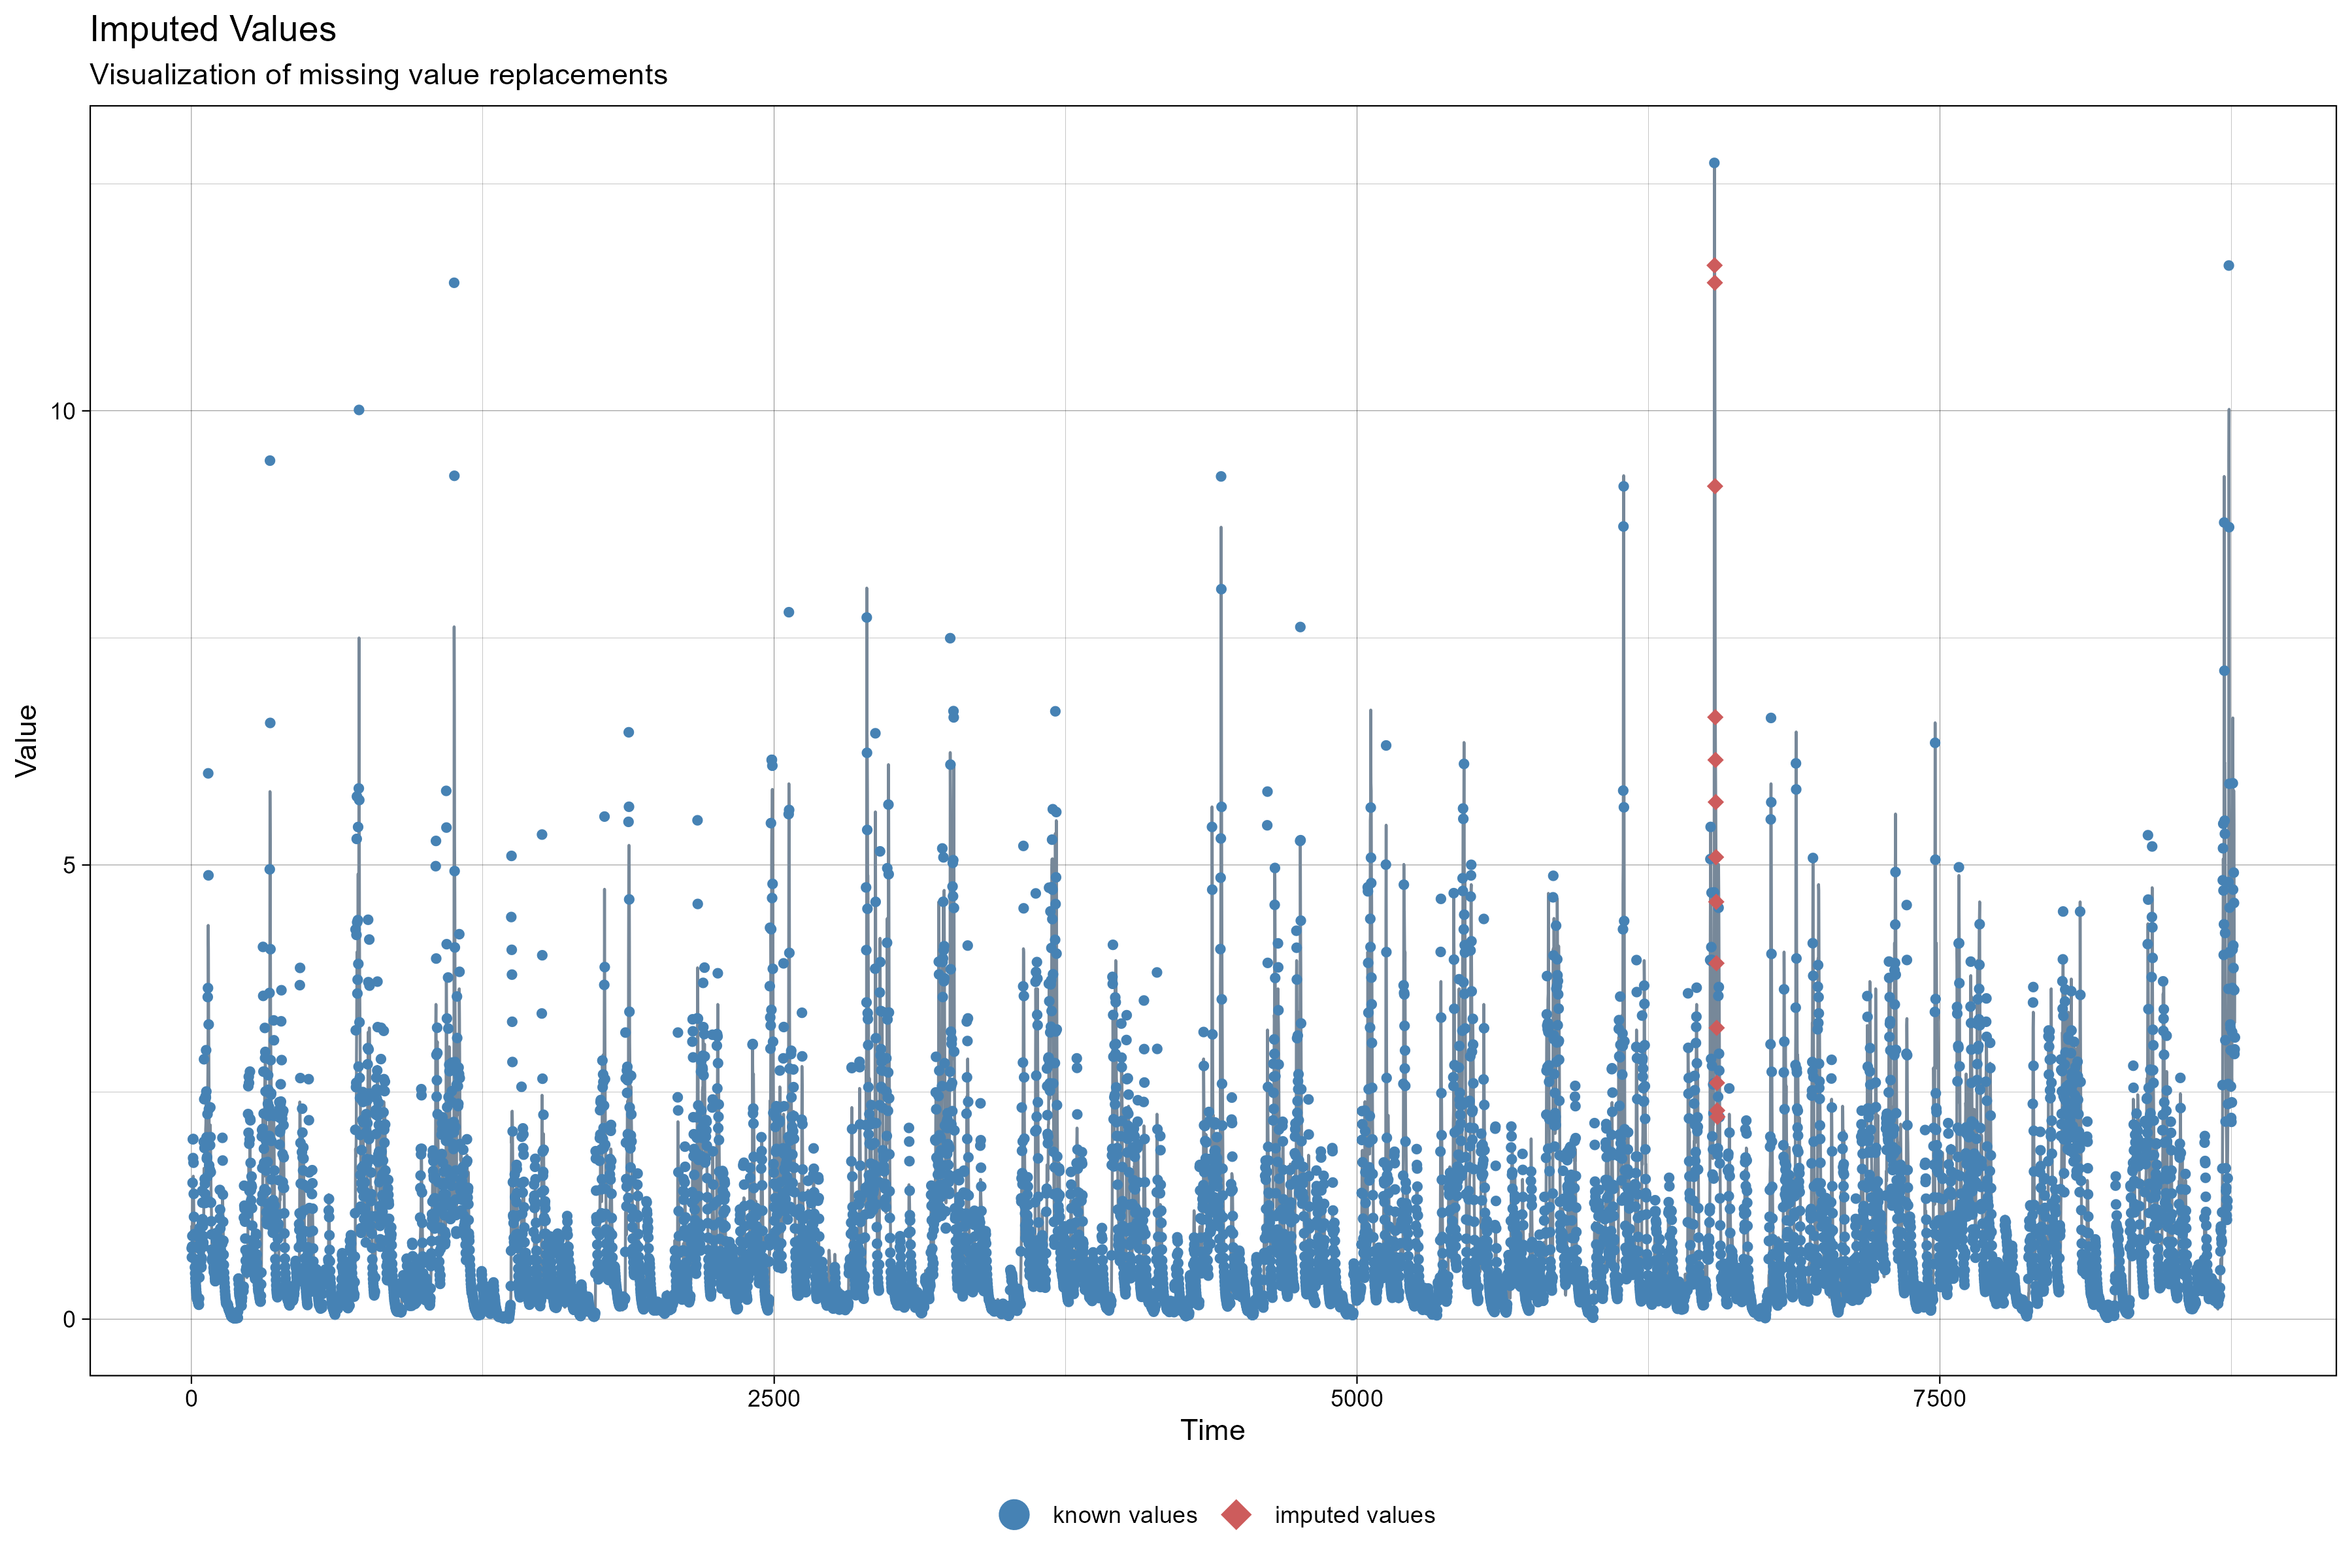 Imputed Values
Visualization of missing value replacements
Value
10
5
0
0 2500 5000 7500
Time
known values imputed values